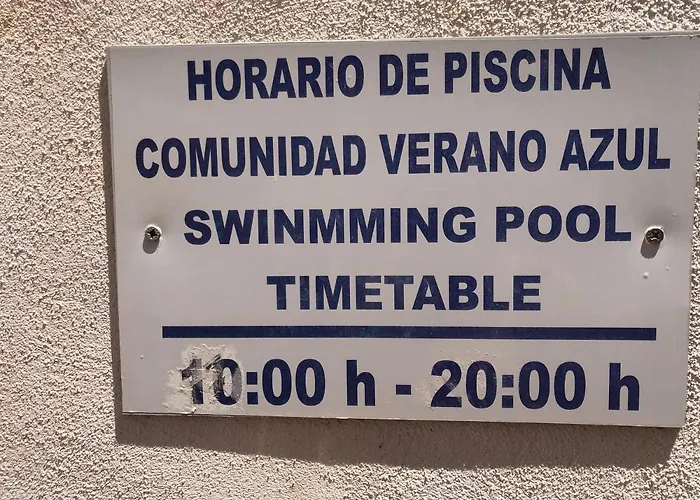 HORARIO DE PISCINA
COMUNIDAD VERANO AZUL
SWINMMING POOL
TIMETABLE
10:00 h - 20:00 h